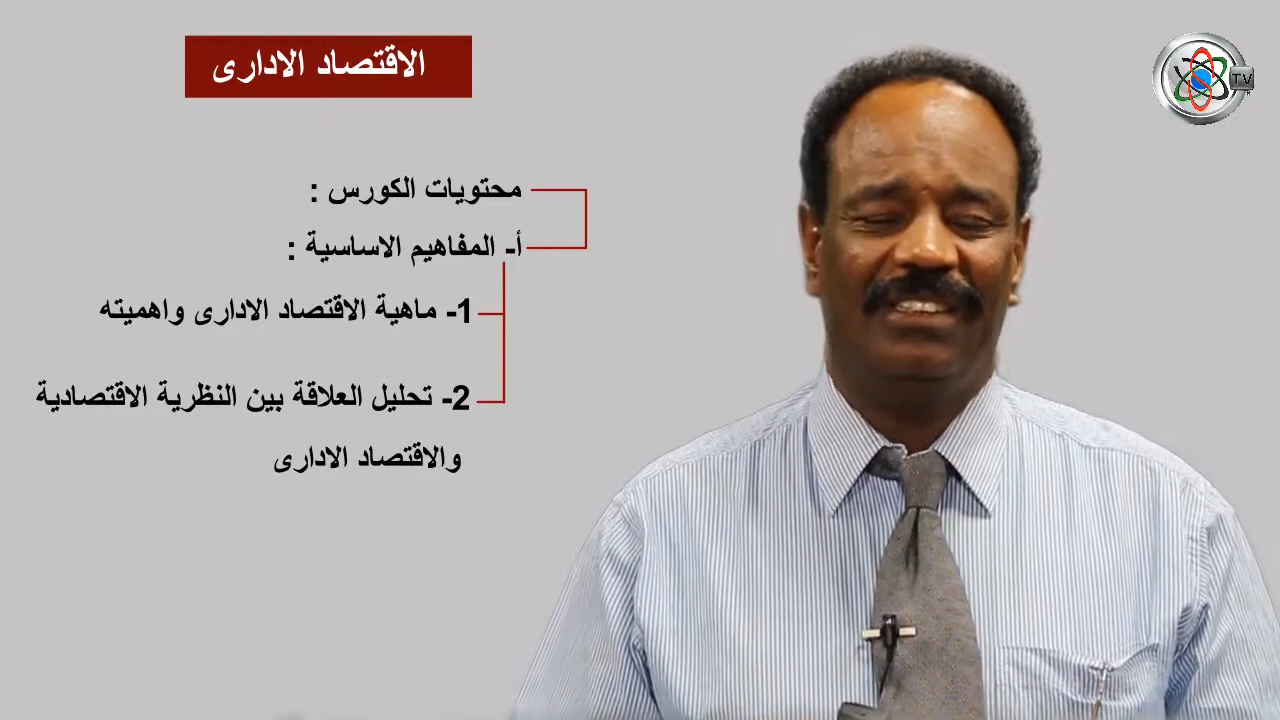 الاقتصاد الادارى
TV
محتويات الكورس :
أ- المفاهيم الاساسية :
1- ماهية الاقتصاد الادارى واهميته
2- تحليل العلاقة بين النظرية الاقتصادية
والاقتصاد الادارى